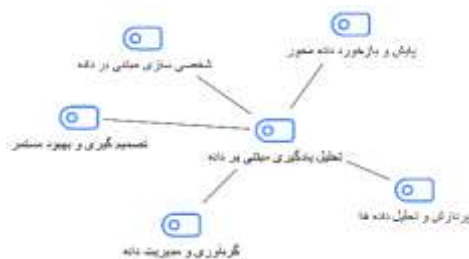 پایش و بازخورد داده محور
شخصی سازی مبتنی بر داده
تصمیم گیری و بهبود مستمر
تحلیل یادگیری مبتنی بر داده
پردازش و تحلیل داده ها
گردآوری و مدیریت داده